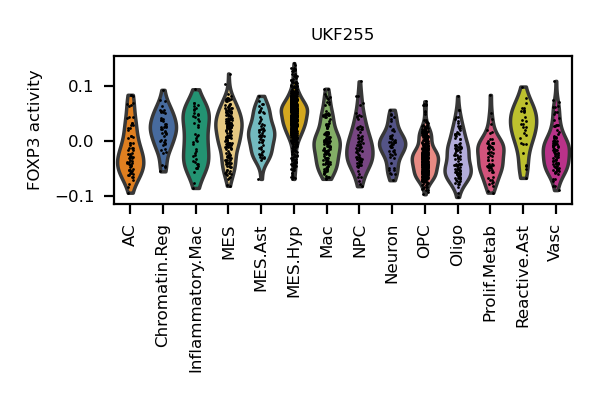 UKF255
FOXP3 activity
0.1
0.0
−0.1
AC
Chromatin.Reg
Inflammatory.Mac
MES
MES.Ast
MES.Hyp
Mac
NPC
Neuron
OPC
Oligo
Prolif.Metab
Reactive.Ast
Vasc